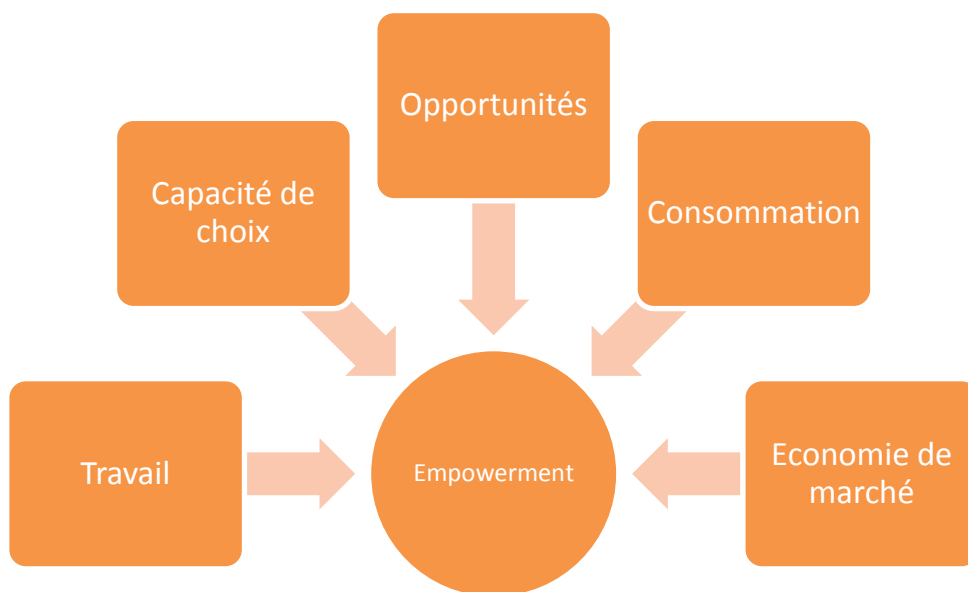 Opportunités
Capacité de
choix
Consommation
Travail
Empowerment
Economie de
marché